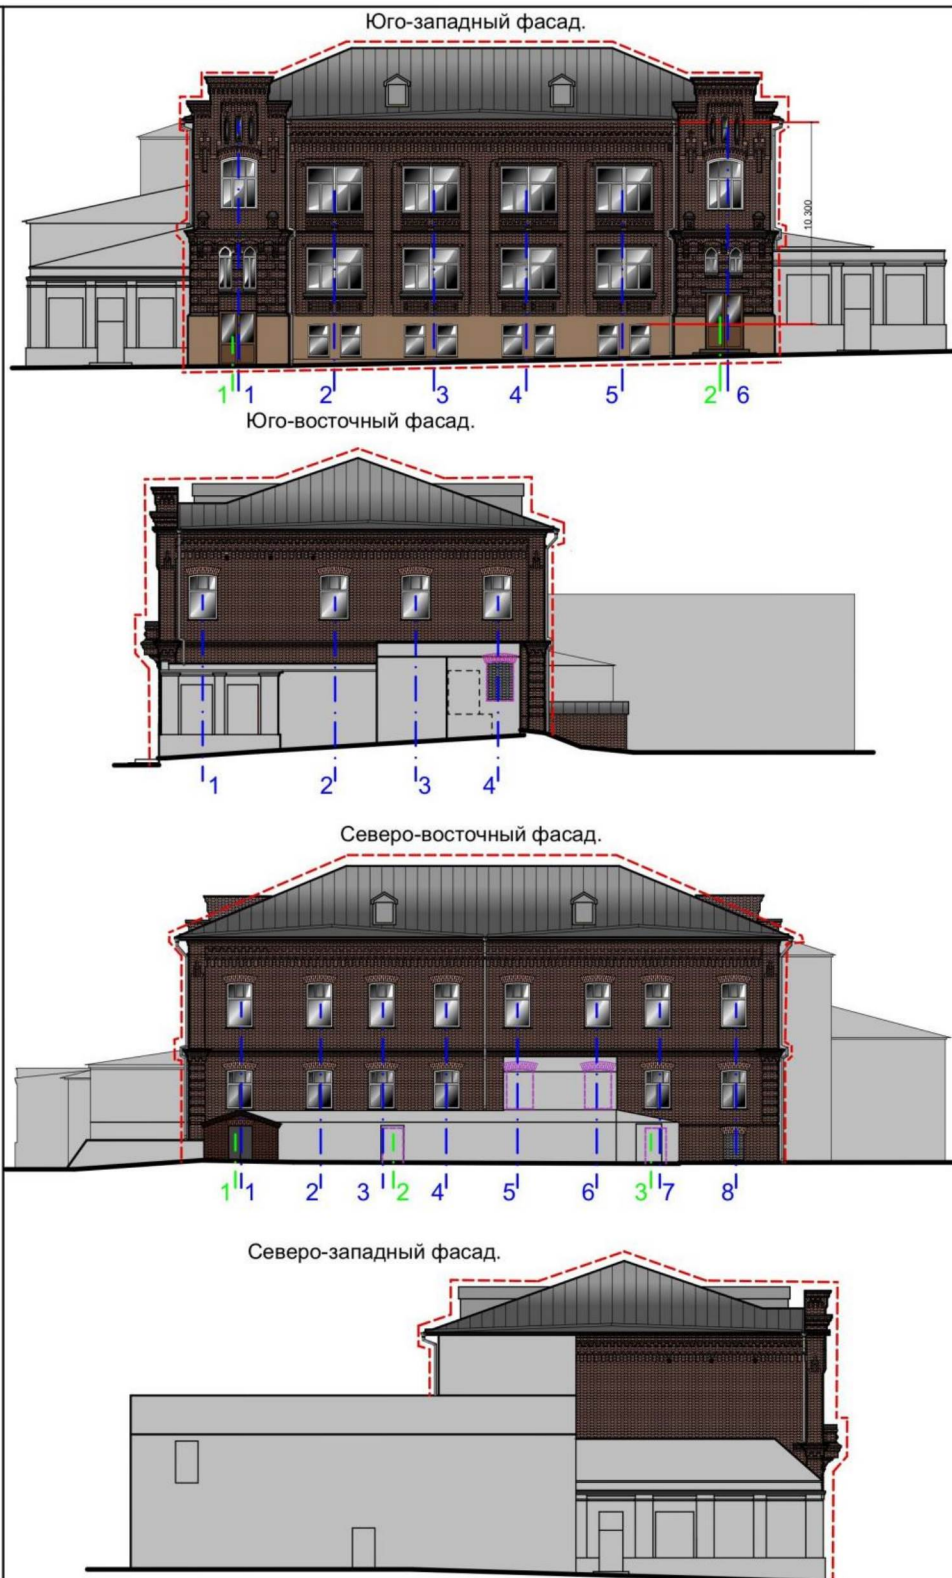 Юго-западный фасад.
10.300
1 1 2 3 4 5 2 6
Юго-восточный фасад.
1 2 3 4
Северо-восточный фасад.
1 1 2 3 2 4 5 6 3 7 8
Северо-западный фасад.